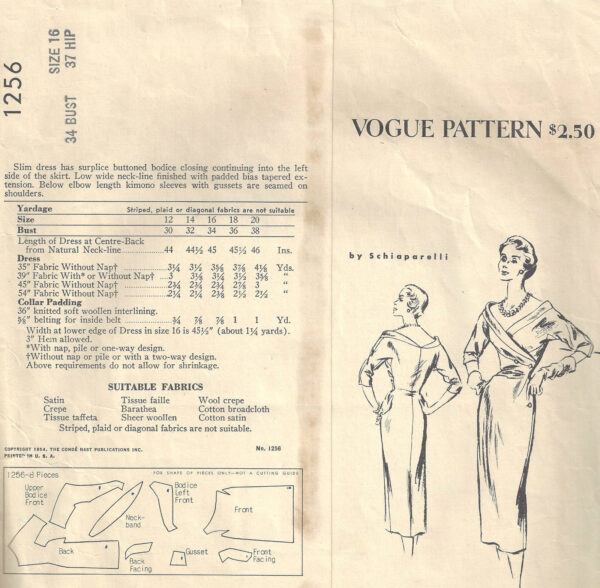 1256
SIZE 16
37 HIP
34 BUST
Slim dress has surplice buttoned bodice closing continuing into the left
side of the skirt. Low wide neck-line finished with padded bias tapered ex-
tension. Below elbow length kimono sleeves with gussets are seamed on
shoulders.
Yardage Striped, plaid or diagonal fabrics are not suitable
Size 12 14 16 18 20
Bust 30 32 34 36 38
Length of Dress at Centre-Back
from Natural Neck-line 44 44½ 45 45½ 46 Ins.
Dress
35" Fabric Without Nap† 3¼ 3½ 3⅝ 3⅞ 4⅛ Yds.
39" Fabric With* or Without Nap† 3 3⅛ 3¼ 3½ 3⅝ "
45" Fabric Without Nap† 2¾ 2¾ 2¾ 2⅞ 3 "
54" Fabric Without Nap† 2¼ 2¼ 2⅜ 2½ 2½ "
Collar Padding
36" knitted soft woolen interlining.
⅝" belting for inside belt ¾ ⅞ ⅞ 1 1 Yd.
Width at lower edge of Dress in size 16 is 45½" (about 1¼ yards).
3" Hem allowed.
*With nap, pile or one-way design.
†Without nap or pile or with a two-way design.
Above requirements do not allow for shrinkage.
SUITABLE FABRICS
Satin Tissue faille Wool crepe
Crepe Barathea Cotton broadcloth
Tissue taffeta Sheer woollen Cotton satin
Striped, plaid or diagonal fabrics are not suitable.
COPYRIGHT 1954, THE CONDÉ NAST PUBLICATIONS INC. No. 1256
PRINTED IN U. S. A.
1256-8 Pieces FOR SHAPE OF PIECES ONLY—NOT A CUTTING GUIDE
Upper
Bodice
Front
Neck-
band
Bodice
Left
Front
Front
Back
Back
Facing
Gusset
Front
Facing
VOGUE PATTERN $2.50
by Schiaparelli